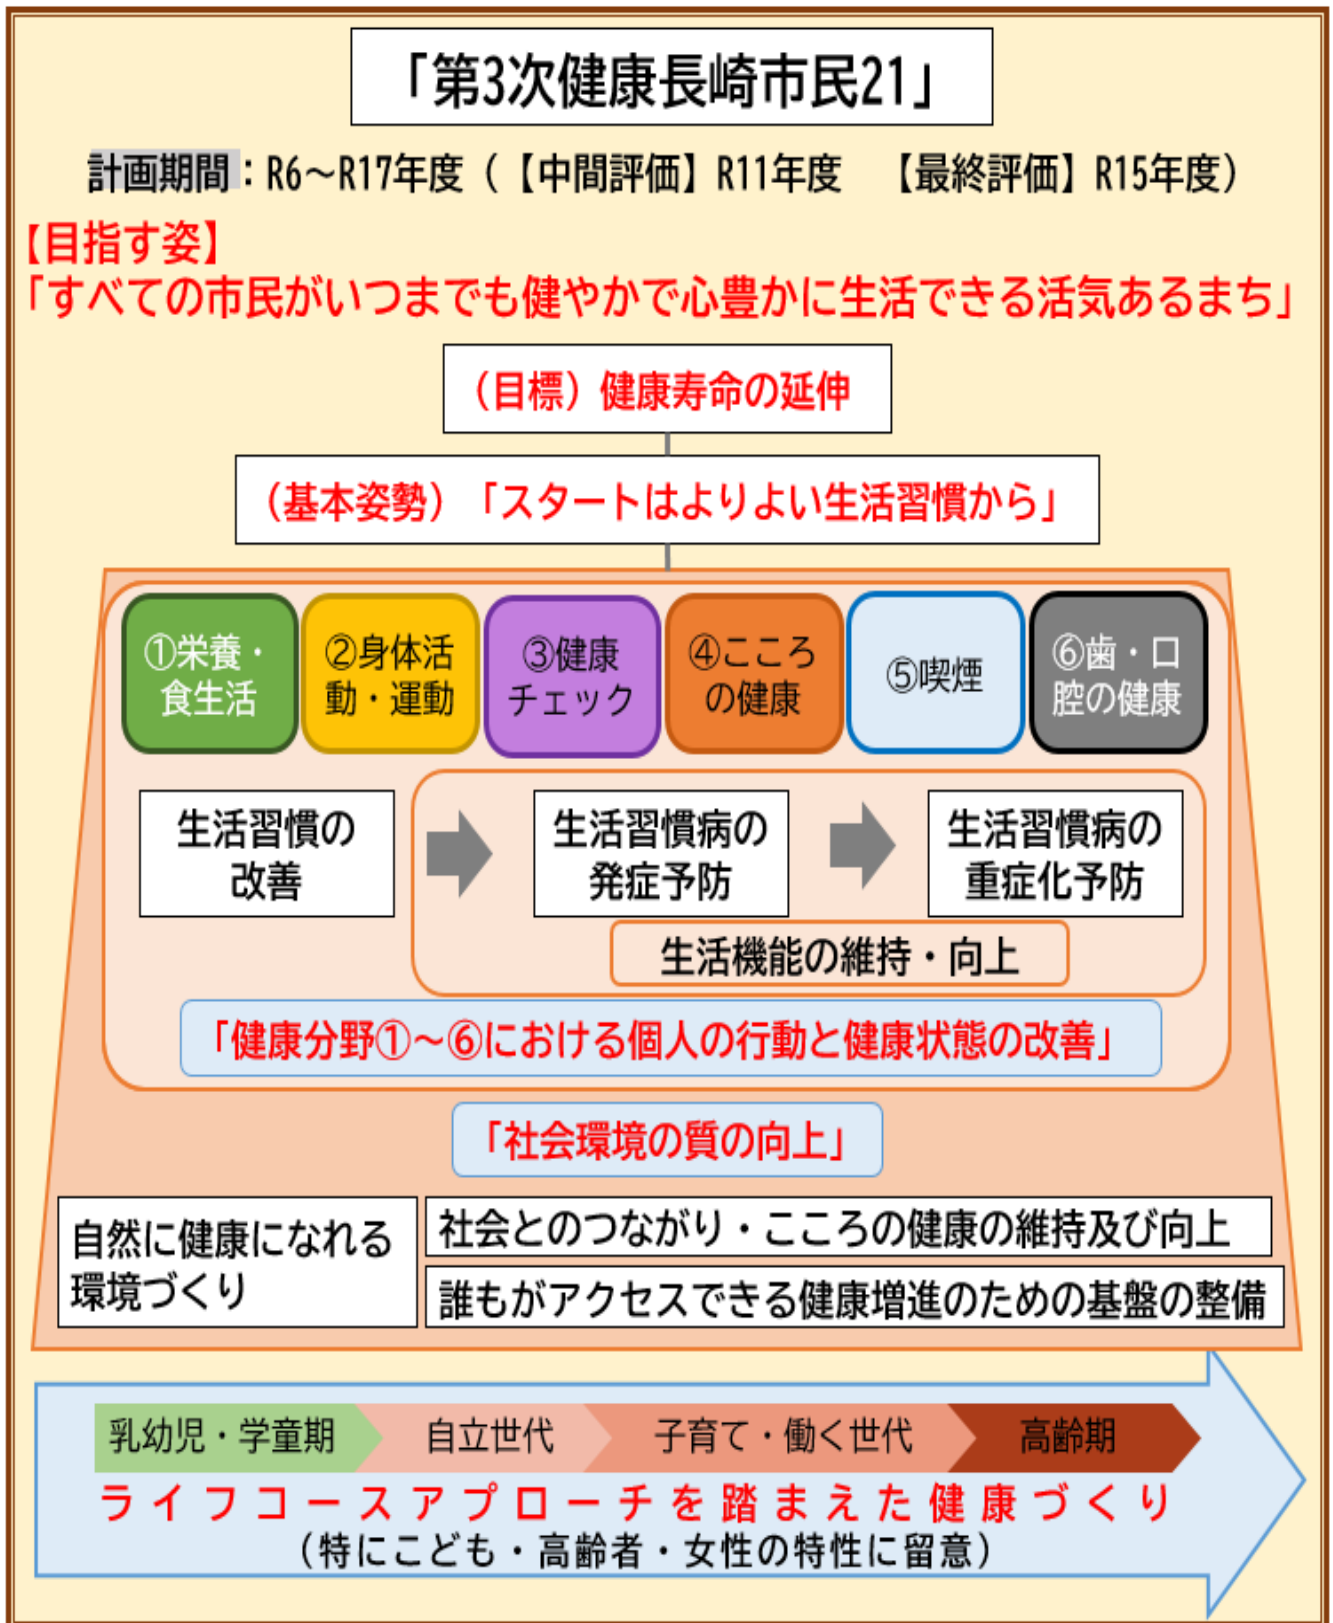 「第3次健康長崎市民21」
計画期間：R6～R17年度（【中間評価】R11年度　【最終評価】R15年度）
【目指す姿】
「すべての市民がいつまでも健やかで心豊かに生活できる活気あるまち」
（目標）健康寿命の延伸
（基本姿勢）「スタートはよりよい生活習慣から」
①栄養・
食生活
②身体活
動・運動
③健康
チェック
④こころ
の健康
⑤喫煙
⑥歯・口
腔の健康
生活習慣の
改善
生活習慣病の
発症予防
生活習慣病の
重症化予防
生活機能の維持・向上
「健康分野①～⑥における個人の行動と健康状態の改善」
「社会環境の質の向上」
自然に健康になれる
環境づくり
社会とのつながり・こころの健康の維持及び向上
誰もがアクセスできる健康増進のための基盤の整備
乳幼児・学童期
自立世代
子育て・働く世代
高齢期
ライフコースアプローチを踏まえた健康づくり
（特にこども・高齢者・女性の特性に留意）